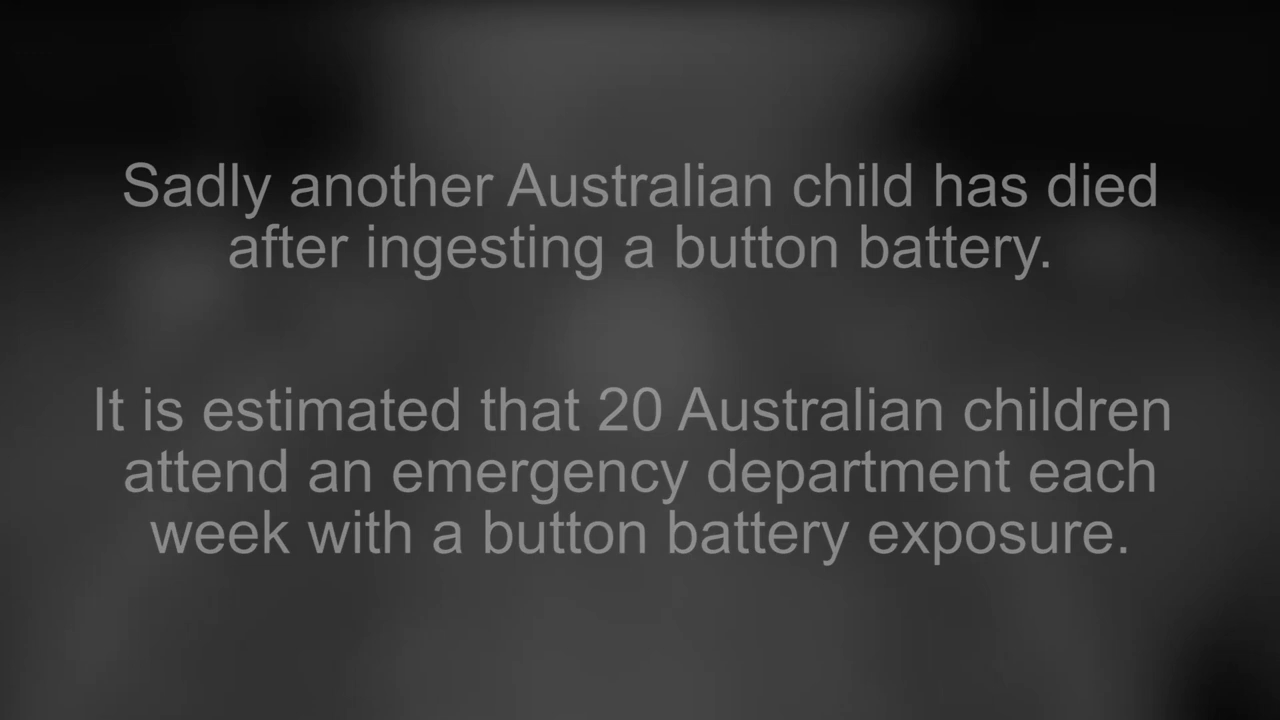 Sadly another Australian child has died
after ingesting a button battery.
It is estimated that 20 Australian children
attend an emergency department each
week with a button battery exposure.